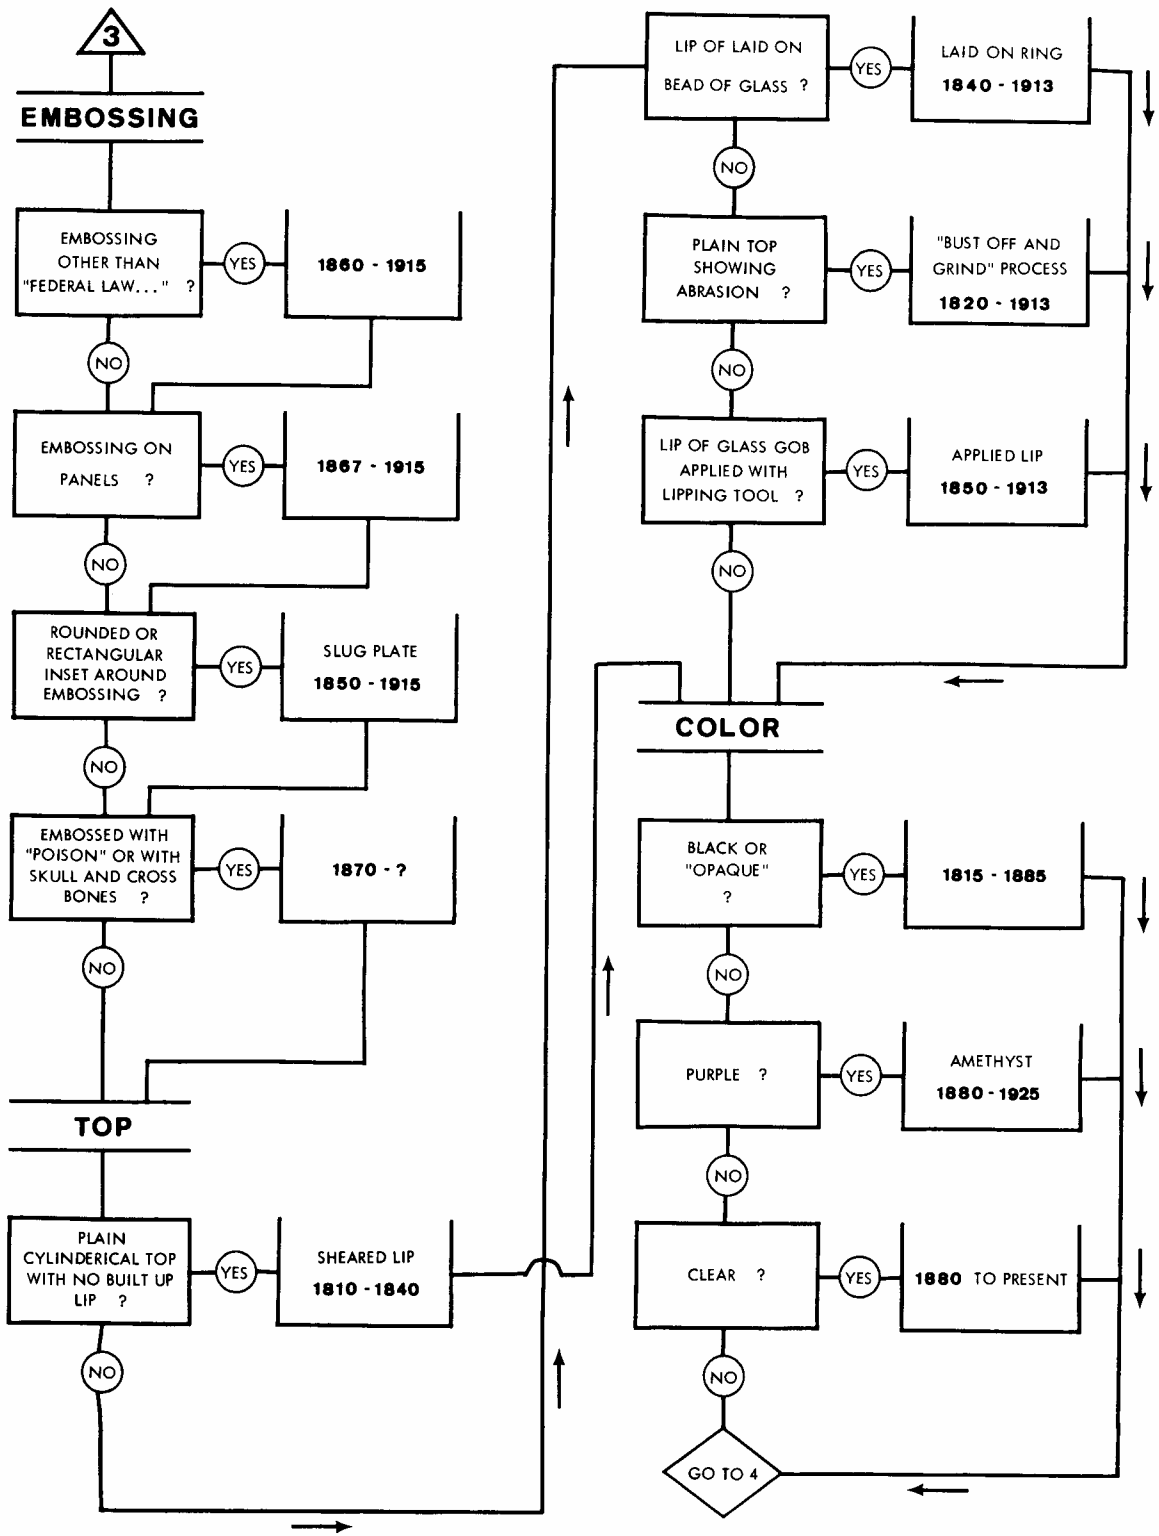 3
EMBOSSING
EMBOSSING
OTHER THAN
"FEDERAL LAW..." ?
YES
1860 - 1915
NO
EMBOSSING ON
PANELS ?
YES
1867 - 1915
NO
ROUNDED OR
RECTANGULAR
INSET AROUND
EMBOSSING ?
YES
SLUG PLATE
1850 - 1915
NO
EMBOSSED WITH
"POISON" OR WITH
SKULL AND CROSS
BONES ?
YES
1870 - ?
NO
TOP
PLAIN
CYLINDERICAL TOP
WITH NO BUILT UP
LIP ?
YES
SHEARED LIP
1810 - 1840
NO
LIP OF LAID ON
BEAD OF GLASS ?
YES
LAID ON RING
1840 - 1913
NO
PLAIN TOP
SHOWING
ABRASION ?
YES
"BUST OFF AND
GRIND" PROCESS
1820 - 1913
NO
LIP OF GLASS GOB
APPLIED WITH
LIPPING TOOL ?
YES
APPLIED LIP
1850 - 1913
NO
COLOR
BLACK OR
"OPAQUE"
?
YES
1815 - 1885
NO
PURPLE ?
YES
AMETHYST
1880 - 1925
NO
CLEAR ?
YES
1880 TO PRESENT
NO
GO TO 4